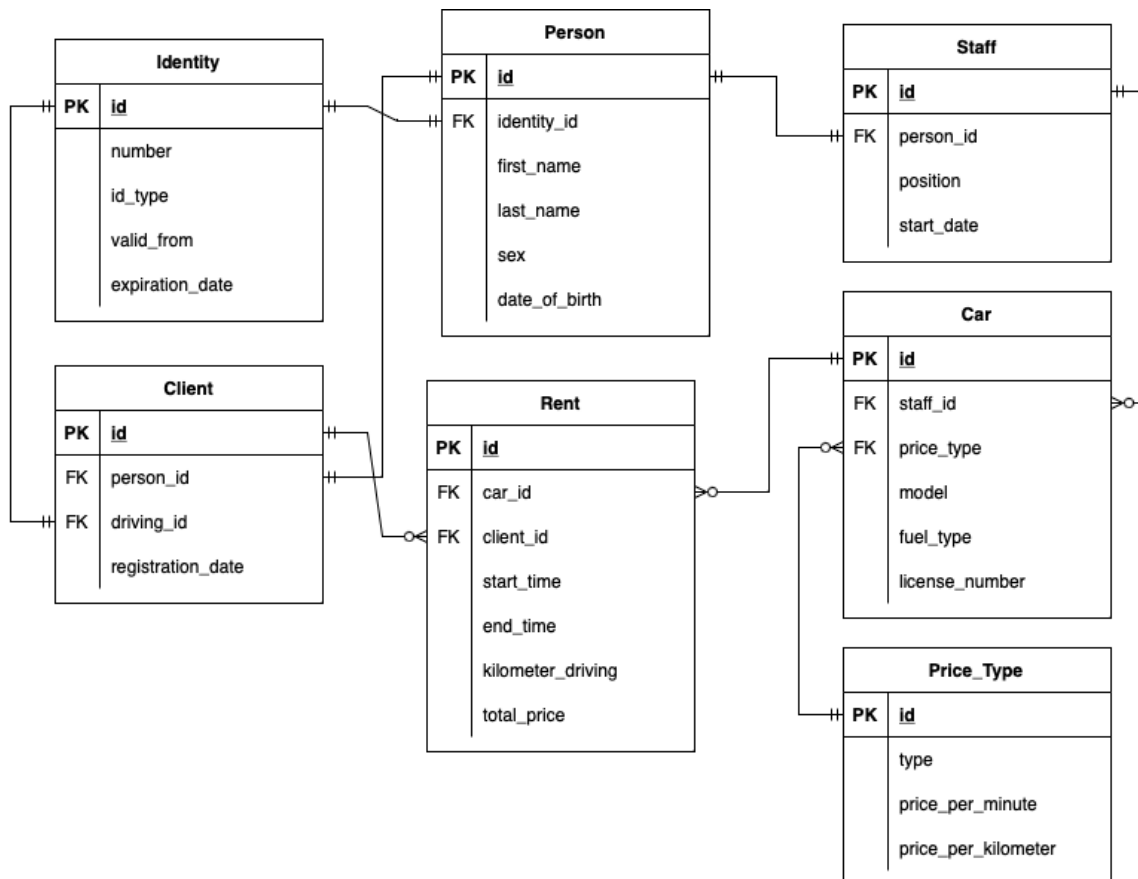 Identity
PK id
number
id_type
valid_from
expiration_date
Person
PK id
FK identity_id
first_name
last_name
sex
date_of_birth
Staff
PK id
FK person_id
position
start_date
Client
PK id
FK person_id
FK driving_id
registration_date
Rent
PK id
FK car_id
FK client_id
start_time
end_time
kilometer_driving
total_price
Car
PK id
FK staff_id
FK price_type
model
fuel_type
license_number
Price_Type
PK id
type
price_per_minute
price_per_kilometer